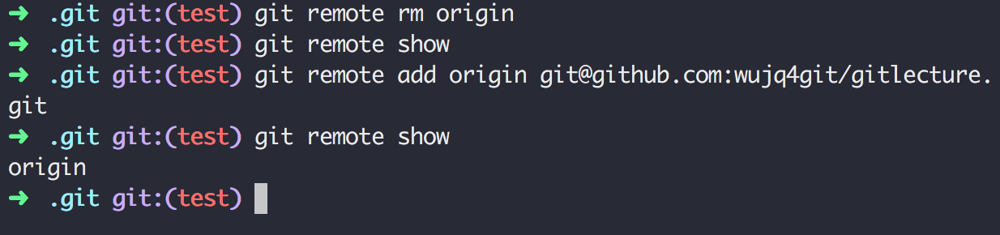 ➜ .git git:(test) git remote rm origin
➜ .git git:(test) git remote show
➜ .git git:(test) git remote add origin git@github.com:wujq4git/gitlecture.
git
➜ .git git:(test) git remote show
origin
➜ .git git:(test)